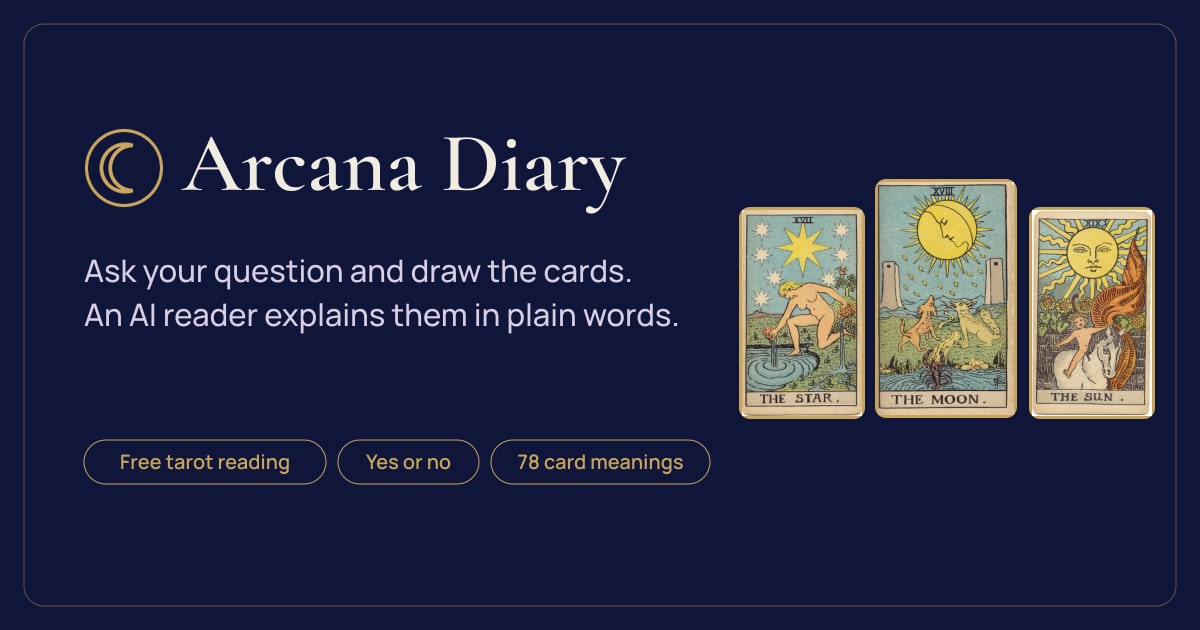 Arcana Diary
Ask your question and draw the cards.
An AI reader explains them in plain words.
Free tarot reading
Yes or no
78 card meanings
XVII
THE STAR.
XVIII
THE MOON.
XIX
THE SUN.